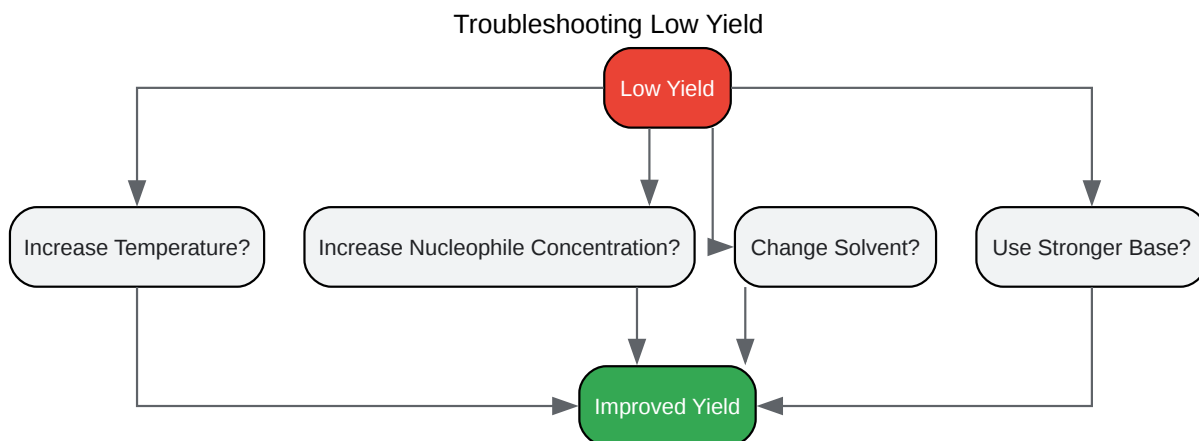 Troubleshooting Low Yield
Low Yield
Increase Temperature?
Increase Nucleophile Concentration?
Change Solvent?
Use Stronger Base?
Improved Yield